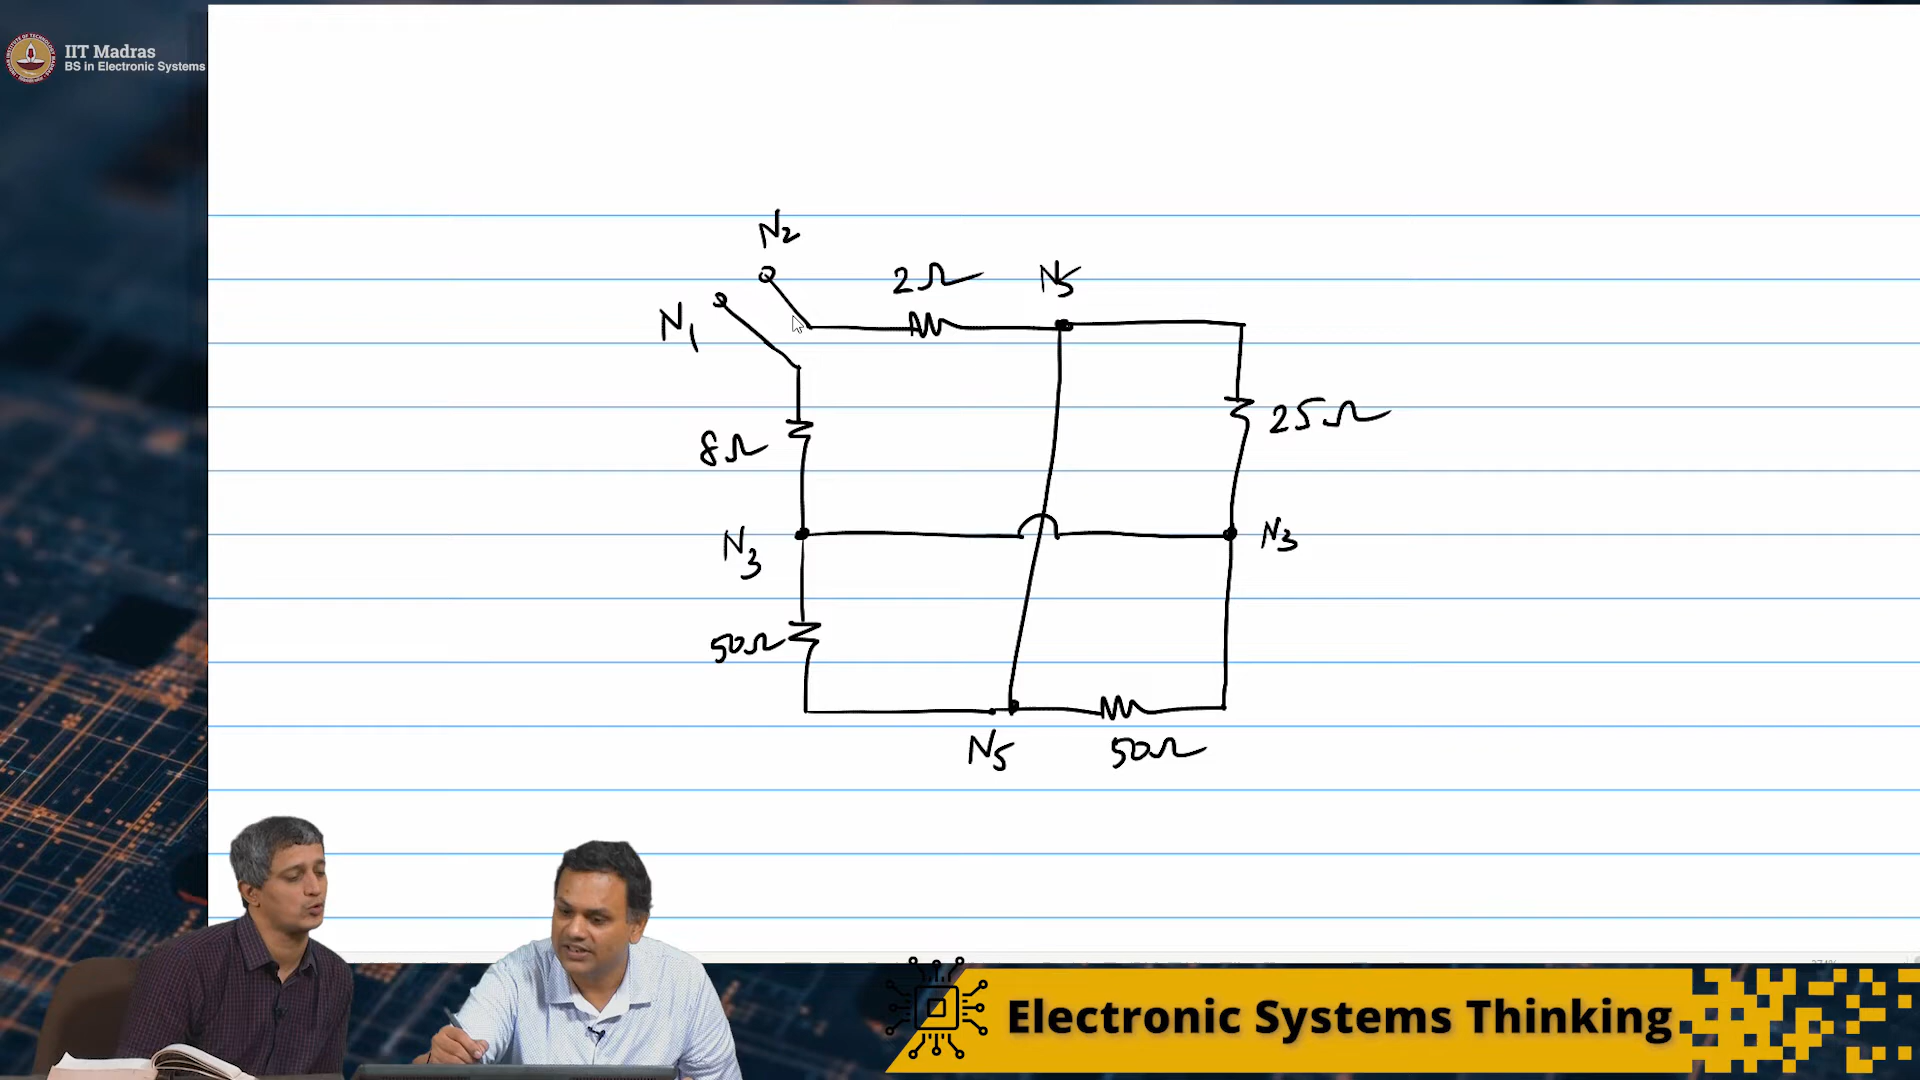 IIT Madras
BS in Electronic Systems
N2
2Ω
N5
N1
25Ω
8Ω
N3
N3
50Ω
N5
50Ω
Electronic Systems Thinking